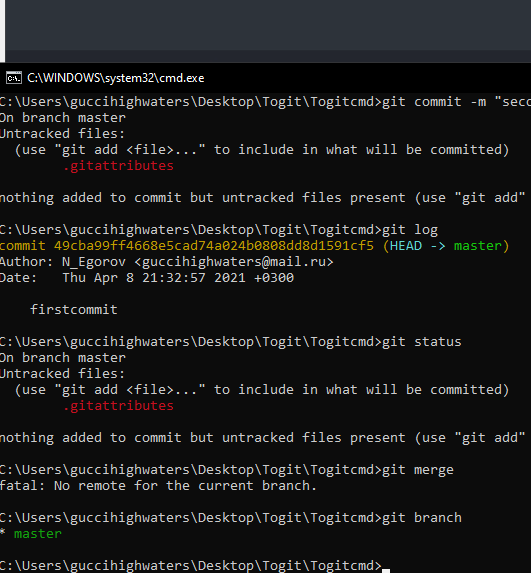 C:\WINDOWS\system32\cmd.exe
C:\Users\guccihighwaters\Desktop\Togit\Togitcmd>git commit -m "seco
On branch master
Untracked files:
  (use "git add <file>..." to include in what will be committed)
        .gitattributes
nothing added to commit but untracked files present (use "git add"
C:\Users\guccihighwaters\Desktop\Togit\Togitcmd>git log
commit 49cba99ff4668e5cad74a024b0808dd8d1591cf5 (HEAD -> master)
Author: N_Egorov <guccihighwaters@mail.ru>
Date:   Thu Apr 8 21:32:57 2021 +0300
    firstcommit
C:\Users\guccihighwaters\Desktop\Togit\Togitcmd>git status
On branch master
Untracked files:
  (use "git add <file>..." to include in what will be committed)
        .gitattributes
nothing added to commit but untracked files present (use "git add"
C:\Users\guccihighwaters\Desktop\Togit\Togitcmd>git merge
fatal: No remote for the current branch.
C:\Users\guccihighwaters\Desktop\Togit\Togitcmd>git branch
* master
C:\Users\guccihighwaters\Desktop\Togit\Togitcmd>